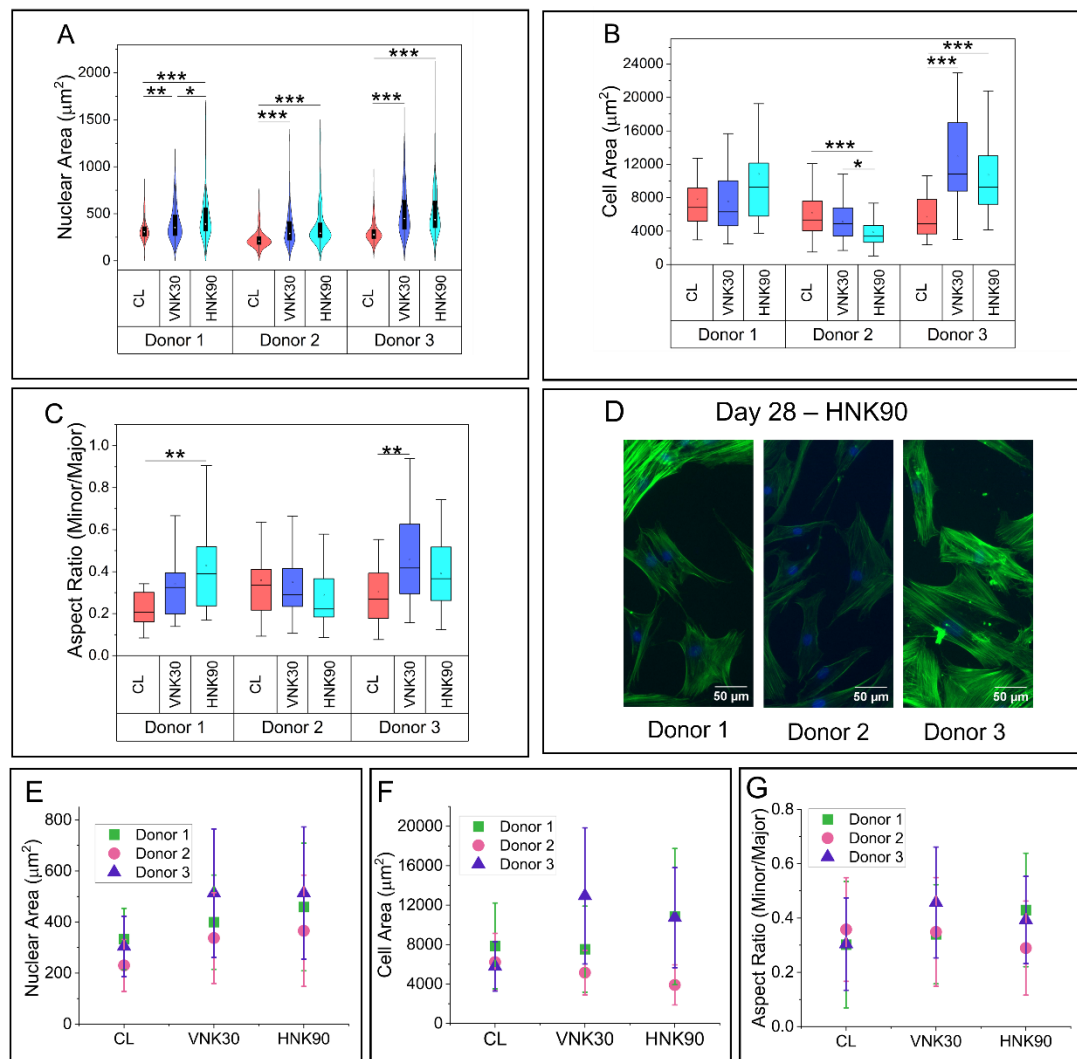 A
Nuclear Area (μm2)
2000
1500
1000
500
0
***
**
*
***
***
***
***
CL
VNK30
HNK90
CL
VNK30
HNK90
CL
VNK30
HNK90
Donor 1
Donor 2
Donor 3
B
Cell Area (μm2)
24000
20000
16000
12000
8000
4000
0
***
*
***
***
CL
VNK30
HNK90
CL
VNK30
HNK90
CL
VNK30
HNK90
Donor 1
Donor 2
Donor 3
C
Aspect Ratio (Minor/Major)
1.0
0.8
0.6
0.4
0.2
0.0
**
**
CL
VNK30
HNK90
CL
VNK30
HNK90
CL
VNK30
HNK90
Donor 1
Donor 2
Donor 3
D
Day 28 – HNK90
50 μm
50 μm
50 μm
Donor 1
Donor 2
Donor 3
E
Nuclear Area (μm2)
800
600
400
200
0
Donor 1
Donor 2
Donor 3
CL
VNK30
HNK90
F
Cell Area (μm2)
20000
16000
12000
8000
4000
0
Donor 1
Donor 2
Donor 3
CL
VNK30
HNK90
G
Aspect Ratio (Minor/Major)
0.8
0.6
0.4
0.2
0.0
Donor 1
Donor 2
Donor 3
CL
VNK30
HNK90